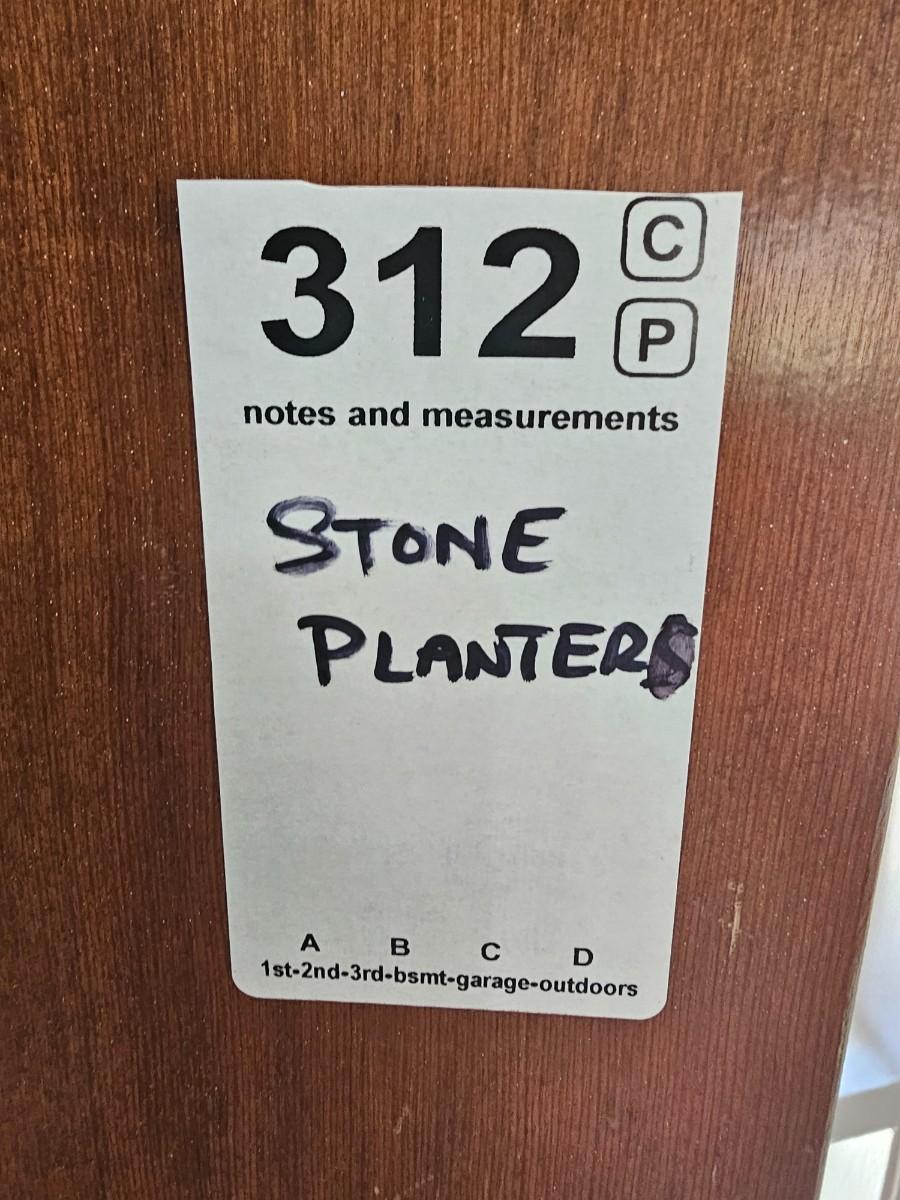 312 C
P
notes and measurements
STONE
PLANTERS
A B C D
1st-2nd-3rd-bsmt-garage-outdoors